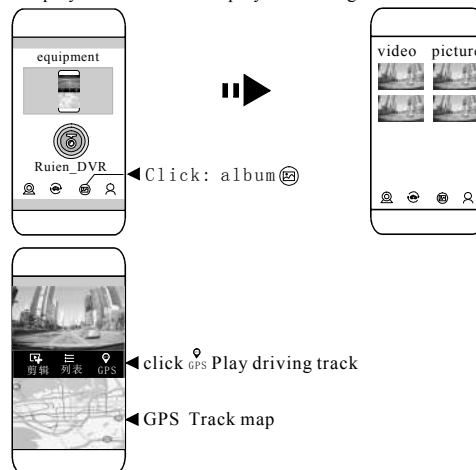 equipment
Ruien_DVR
Click: album
video picture
剪辑 列表 GPS
click GPS Play driving track
GPS Track map